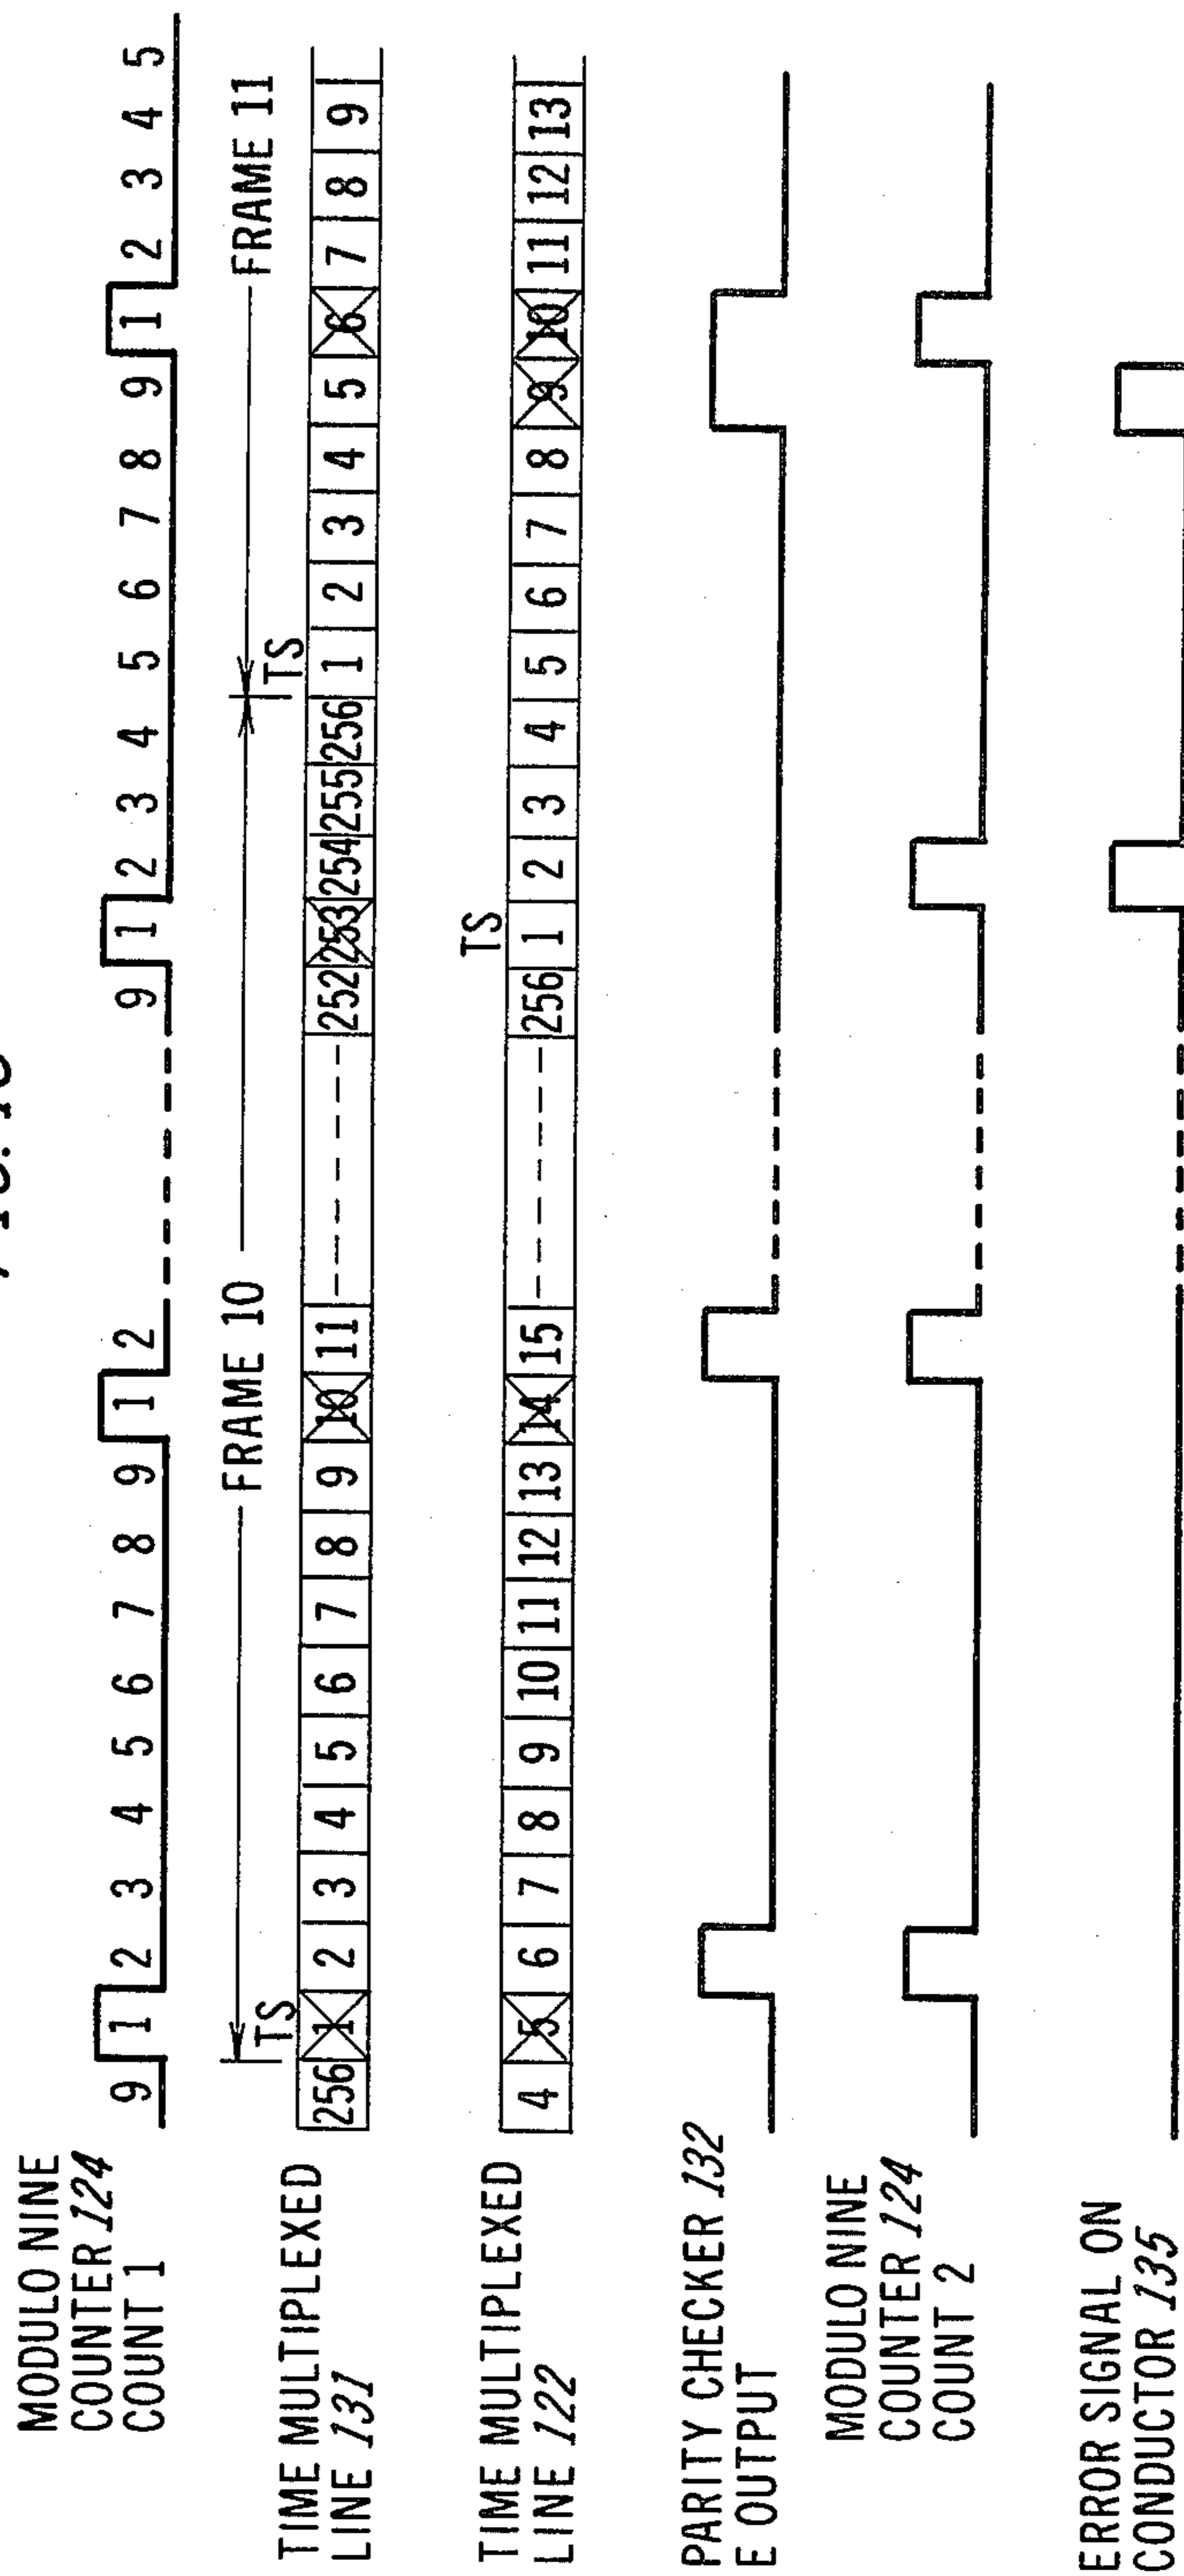 MODULO NINE
COUNTER 124
COUNT 1
9 1 2 3 4 5 6 7 8 9 1 2 9 1 2 3 4 5 6 7 8 9 1 2 3 4 5
FRAME 10
FRAME 11
TS
TS
TIME MULTIPLEXED
LINE 131
256 1 2 3 4 5 6 7 8 9 10 11 252 253 254 255 256 1 2 3 4 5 6 7 8 9
TS
TIME MULTIPLEXED
LINE 122
4 5 6 7 8 9 10 11 12 13 14 15 256 1 2 3 4 5 6 7 8 9 10 11 12 13
PARITY CHECKER 132
E OUTPUT
MODULO NINE
COUNTER 124
COUNT 2
ERROR SIGNAL ON
CONDUCTOR 135